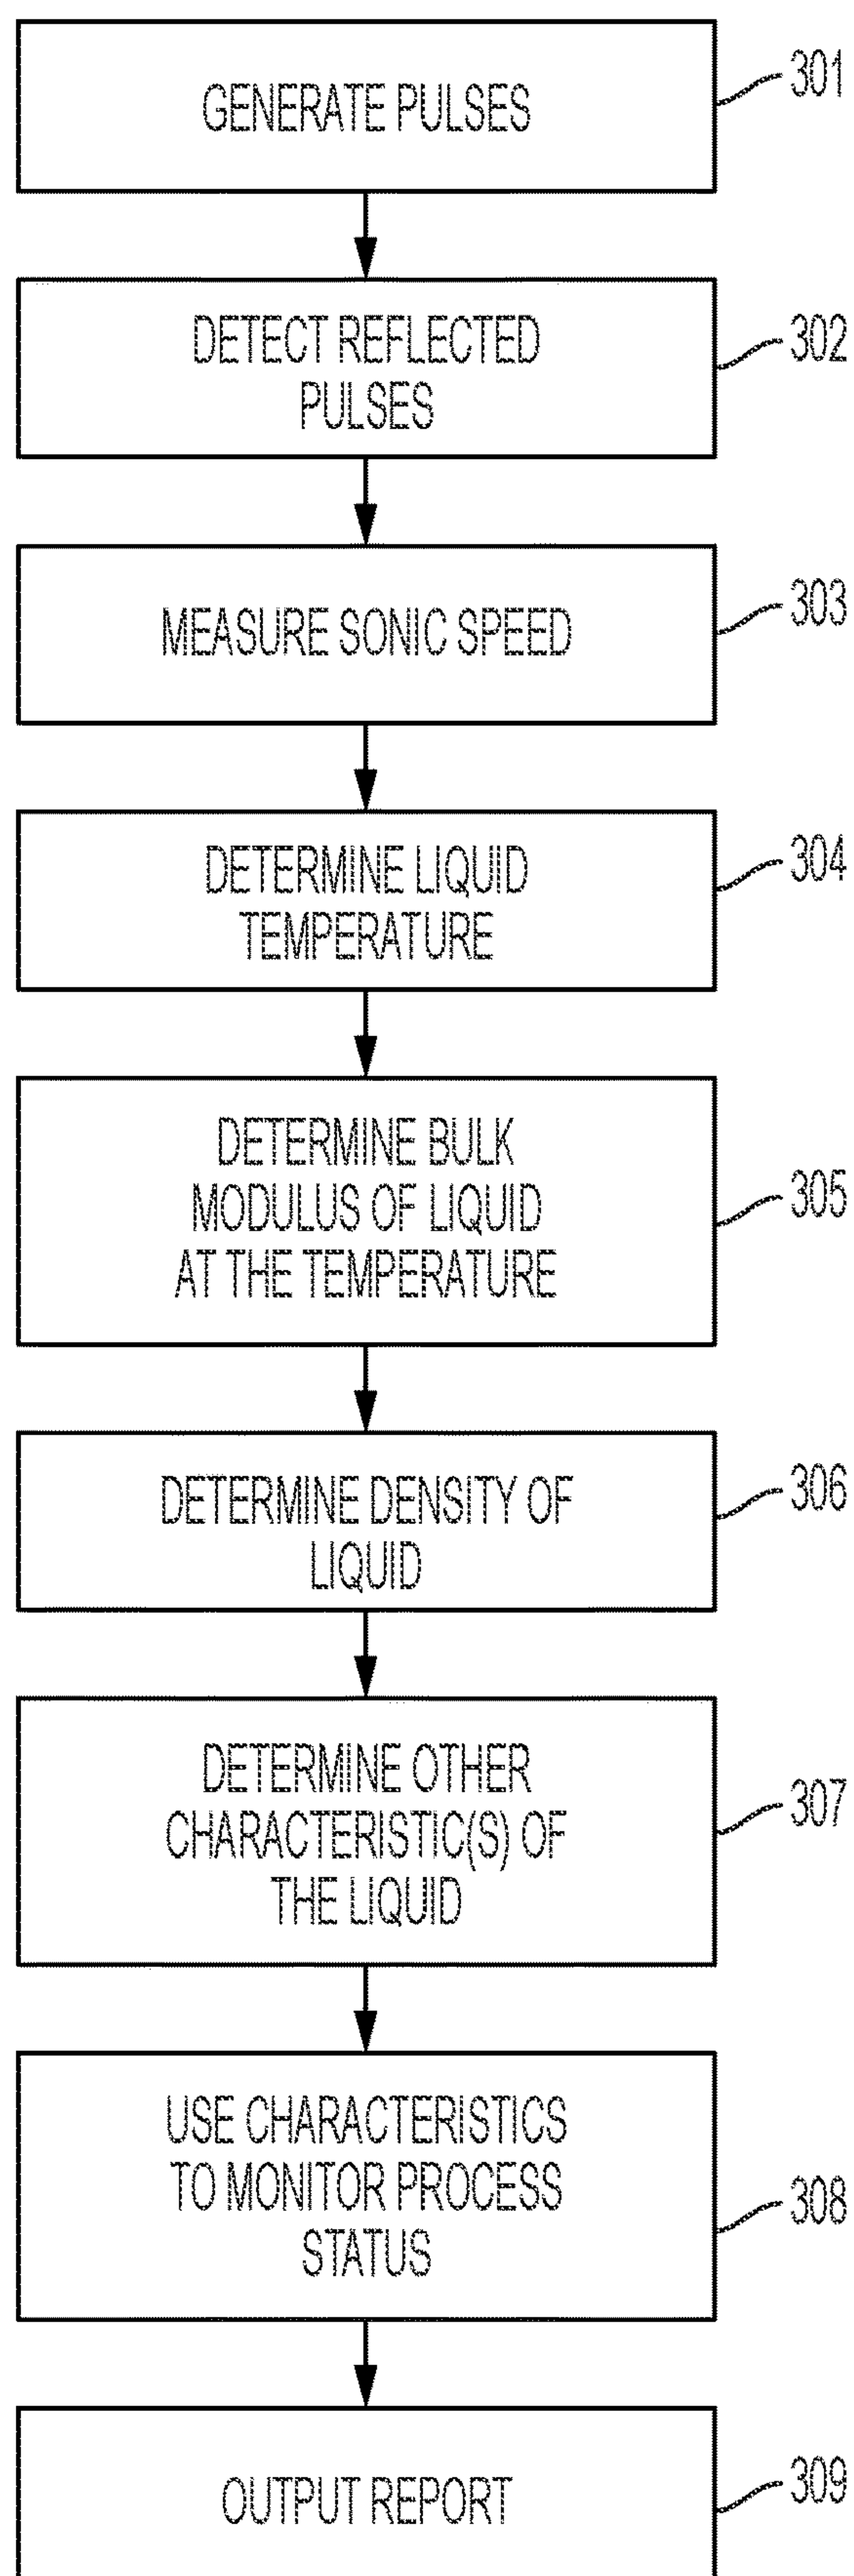 GENERATE PULSES
301
DETECT REFLECTED
PULSES
302
MEASURE SONIC SPEED
303
DETERMINE LIQUID
TEMPERATURE
304
DETERMINE BULK
MODULUS OF LIQUID
AT THE TEMPERATURE
305
DETERMINE DENSITY OF
LIQUID
306
DETERMINE OTHER
CHARACTERISTIC(S) OF
THE LIQUID
307
USE CHARACTERISTICS
TO MONITOR PROCESS
STATUS
308
OUTPUT REPORT
309